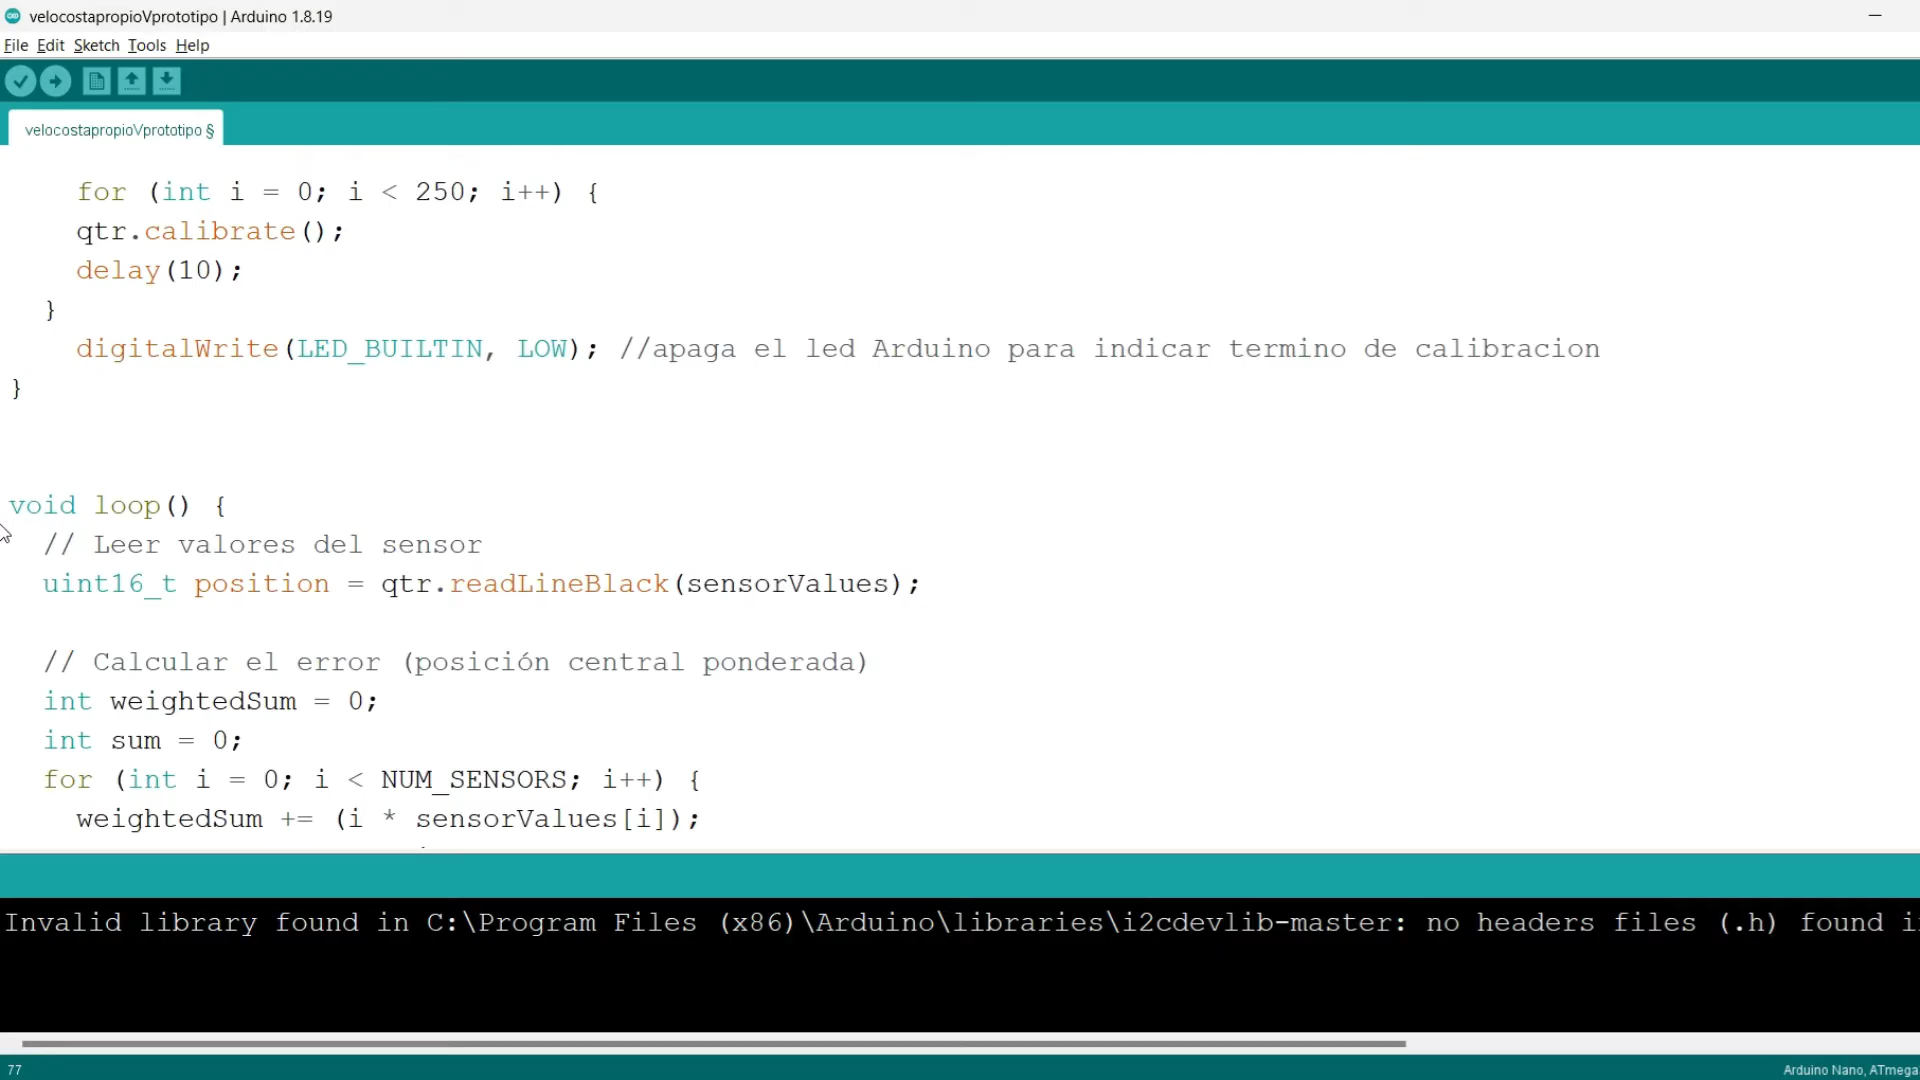 velocostapropioVprototipo | Arduino 1.8.19
File Edit Sketch Tools Help
velocostapropioVprototipo §
for (int i = 0; i < 250; i++) {
qtr.calibrate();
delay(10);
}
digitalWrite(LED_BUILTIN, LOW); //apaga el led Arduino para indicar termino de calibracion
}
void loop() {
// Leer valores del sensor
uint16_t position = qtr.readLineBlack(sensorValues);
// Calcular el error (posición central ponderada)
int weightedSum = 0;
int sum = 0;
for (int i = 0; i < NUM_SENSORS; i++) {
weightedSum += (i * sensorValues[i]);
Invalid library found in C:\Program Files (x86)\Arduino\libraries\i2cdevlib-master: no headers files (.h) found i
77
Arduino Nano, ATmega